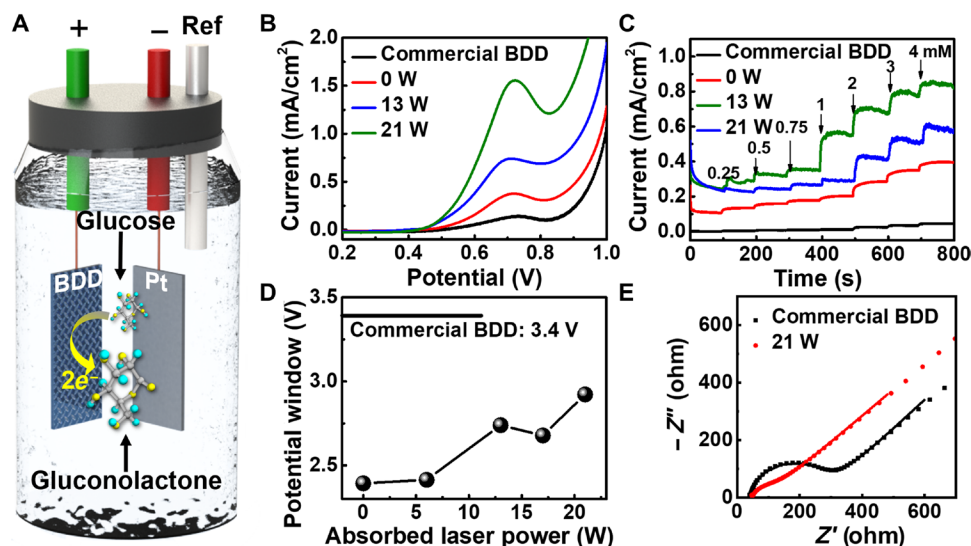 A
+
−
Ref
Glucose
BDD
Pt
2e⁻
Gluconolactone
B
Current (mA/cm²)
2.0
1.5
1.0
0.5
0.0
Commercial BDD
0 W
13 W
21 W
0.2 0.4 0.6 0.8 1.0
Potential (V)
C
Current (mA/cm²)
1.2
1.0
0.8
0.6
0.4
0.2
0.0
Commercial BDD
0 W
13 W
21 W
0.25
0.5
0.75
1
2
3
4 mM
0 200 400 600 800
Time (s)
D
Potential window (V)
3.5
3.0
2.5
Commercial BDD: 3.4 V
0 5 10 15 20
Absorbed laser power (W)
E
− Z″ (ohm)
600
400
200
0
Commercial BDD
21 W
0 200 400 600
Z′ (ohm)